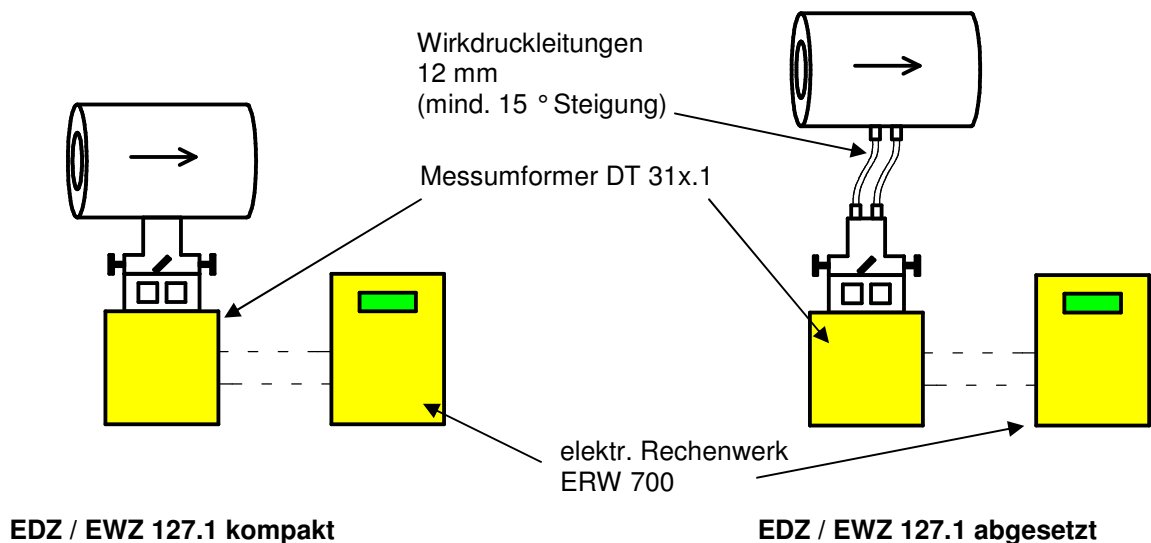 Wirkdruckleitungen
12 mm
(mind. 15 ° Steigung)
Messumformer DT 31x.1
elektr. Rechenwerk
ERW 700
EDZ / EWZ 127.1 kompakt
EDZ / EWZ 127.1 abgesetzt